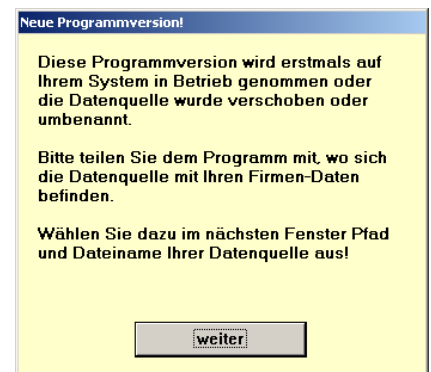 Neue Programmversion!
Diese Programmversion wird erstmals auf
Ihrem System in Betrieb genommen oder
die Datenquelle wurde verschoben oder
umbenannt.
Bitte teilen Sie dem Programm mit, wo sich
die Datenquelle mit Ihren Firmen-Daten
befinden.
Wählen Sie dazu im nächsten Fenster Pfad
und Dateiname Ihrer Datenquelle aus!
weiter